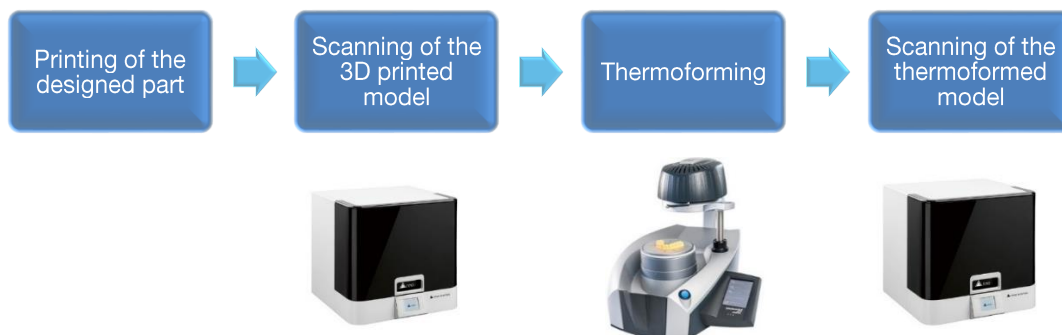 Printing of the
designed part
Scanning of the
3D printed
model
Thermoforming
Scanning of the
thermoformed
model